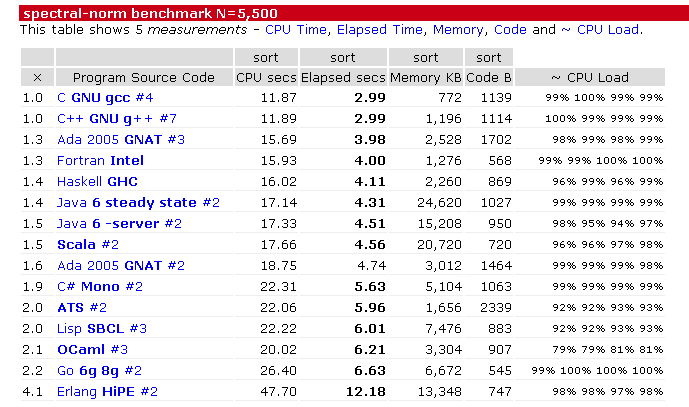 spectral-norm benchmark N=5,500
This table shows 5 measurements - CPU Time, Elapsed Time, Memory, Code and ~ CPU Load.
sort sort sort sort
× Program Source Code CPU secs Elapsed secs Memory KB Code B ~ CPU Load
1.0 C GNU gcc #4 11.87 2.99 772 1139 99% 100% 99% 99%
1.0 C++ GNU g++ #7 11.89 2.99 1,196 1114 100% 99% 99% 99%
1.3 Ada 2005 GNAT #3 15.69 3.98 2,528 1702 98% 99% 98% 99%
1.3 Fortran Intel 15.93 4.00 1,276 568 99% 99% 100% 100%
1.4 Haskell GHC 16.02 4.11 2,260 869 96% 99% 96% 99%
1.4 Java 6 steady state #2 17.14 4.31 24,620 1027 99% 99% 99% 99%
1.5 Java 6 -server #2 17.33 4.51 15,208 950 98% 95% 94% 97%
1.5 Scala #2 17.66 4.56 20,720 720 96% 96% 97% 98%
1.6 Ada 2005 GNAT #2 18.75 4.74 3,012 1464 99% 99% 99% 98%
1.9 C# Mono #2 22.31 5.63 5,104 1063 99% 99% 99% 99%
2.0 ATS #2 22.06 5.96 1,656 2339 92% 92% 93% 93%
2.0 Lisp SBCL #3 22.22 6.01 7,476 883 92% 92% 93% 93%
2.1 OCaml #3 20.02 6.21 3,304 907 79% 79% 81% 81%
2.2 Go 6g 8g #2 26.40 6.63 6,672 545 99% 100% 100% 100%
4.1 Erlang HiPE #2 47.70 12.18 13,348 747 98% 98% 97% 98%